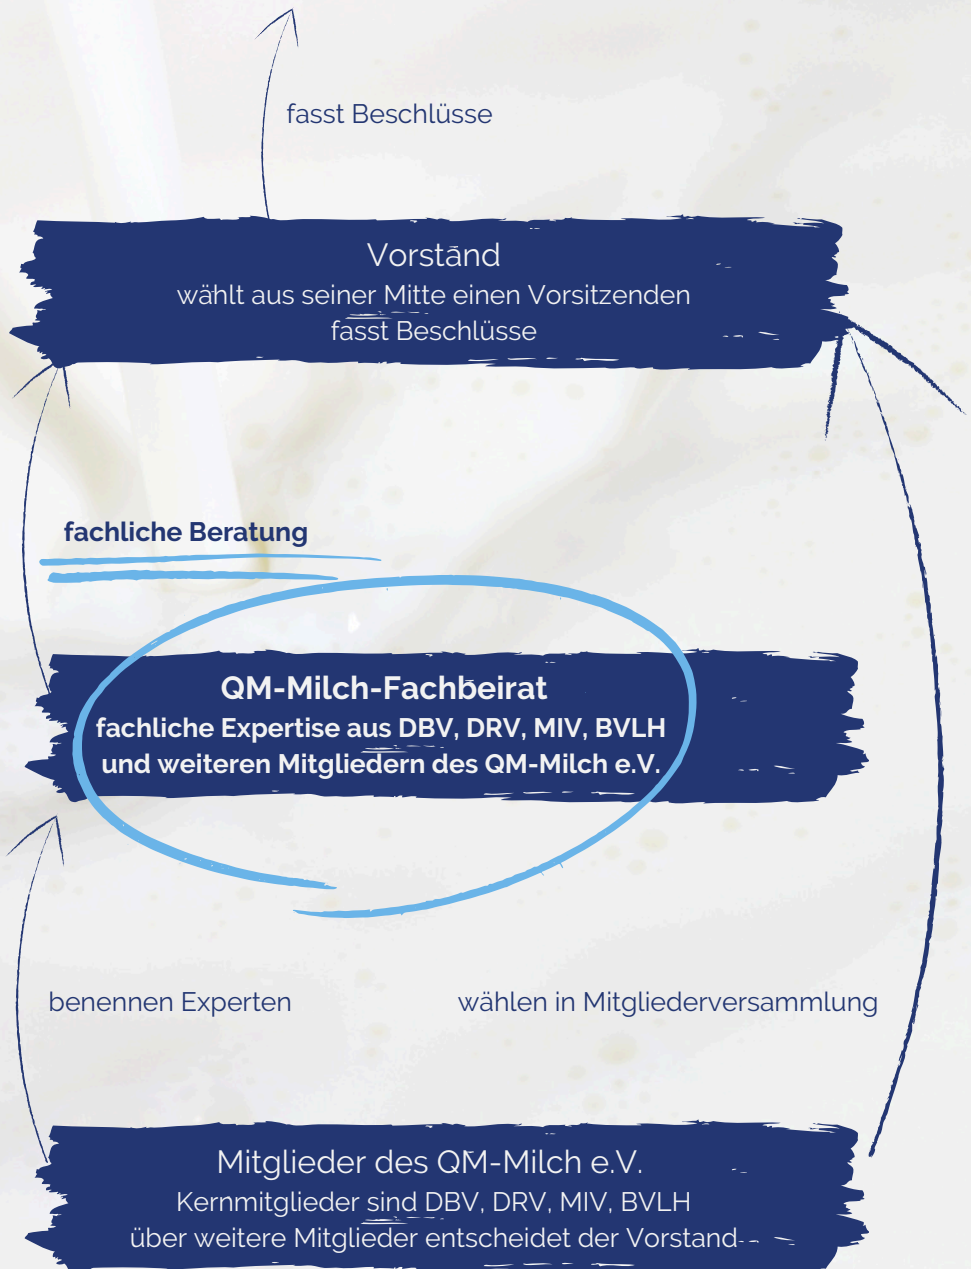 fasst Beschlüsse
Vorstand
wählt aus seiner Mitte einen Vorsitzenden
fasst Beschlüsse
fachliche Beratung
QM-Milch-Fachbeirat
fachliche Expertise aus DBV, DRV, MIV, BVLH
und weiteren Mitgliedern des QM-Milch e.V.
benennen Experten
wählen in Mitgliederversammlung
Mitglieder des QM-Milch e.V.
Kernmitglieder sind DBV, DRV, MIV, BVLH
über weitere Mitglieder entscheidet der Vorstand